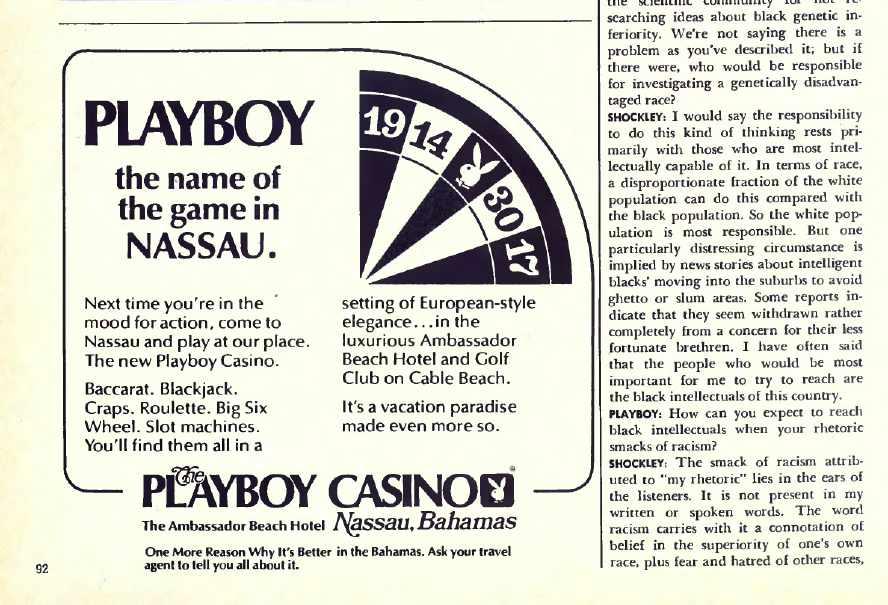 PLAYBOY
the name of
the game in
NASSAU.
19
14
30
17
Next time you're in the
mood for action, come to
Nassau and play at our place.
The new Playboy Casino.
Baccarat. Blackjack.
Craps. Roulette. Big Six
Wheel. Slot machines.
You'll find them all in a
setting of European-style
elegance...in the
luxurious Ambassador
Beach Hotel and Golf
Club on Cable Beach.
It's a vacation paradise
made even more so.
The
PLAYBOY CASINO®
The Ambassador Beach Hotel Nassau, Bahamas
One More Reason Why It's Better in the Bahamas. Ask your travel
agent to tell you all about it.
92
the scientific community for not re-
searching ideas about black genetic in-
feriority. We're not saying there is a
problem as you've described it; but if
there were, who would be responsible
for investigating a genetically disadvan-
taged race?
SHOCKLEY: I would say the responsibility
to do this kind of thinking rests pri-
marily with those who are most intel-
lectually capable of it. In terms of race,
a disproportionate fraction of the white
population can do this compared with
the black population. So the white pop-
ulation is most responsible. But one
particularly distressing circumstance is
implied by news stories about intelligent
blacks' moving into the suburbs to avoid
ghetto or slum areas. Some reports in-
dicate that they seem withdrawn rather
completely from a concern for their less
fortunate brethren. I have often said
that the people who would be most
important for me to try to reach are
the black intellectuals of this country.
PLAYBOY: How can you expect to reach
black intellectuals when your rhetoric
smacks of racism?
SHOCKLEY: The smack of racism attrib-
uted to "my rhetoric" lies in the ears of
the listeners. It is not present in my
written or spoken words. The word
racism carries with it a connotation of
belief in the superiority of one's own
race, plus fear and hatred of other races,